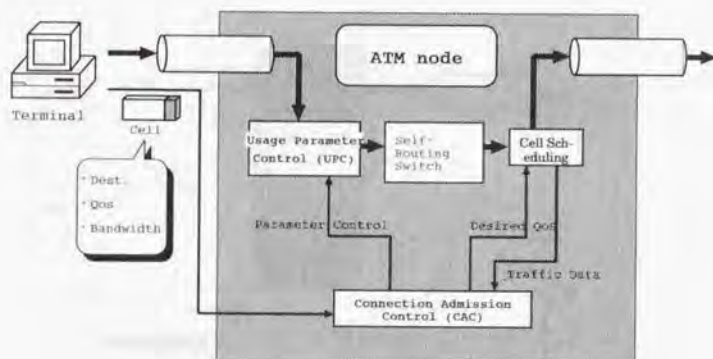 ATM node
Terminal
Cell
· Dest.
· Qos
· Bandwidth
Usage Parameter
Control (UPC)
Self-
Routing
Switch
Cell Sch-
eduling
Parameter Control
Desired Qos
Traffic Data
Connection Admission
Control (CAC)